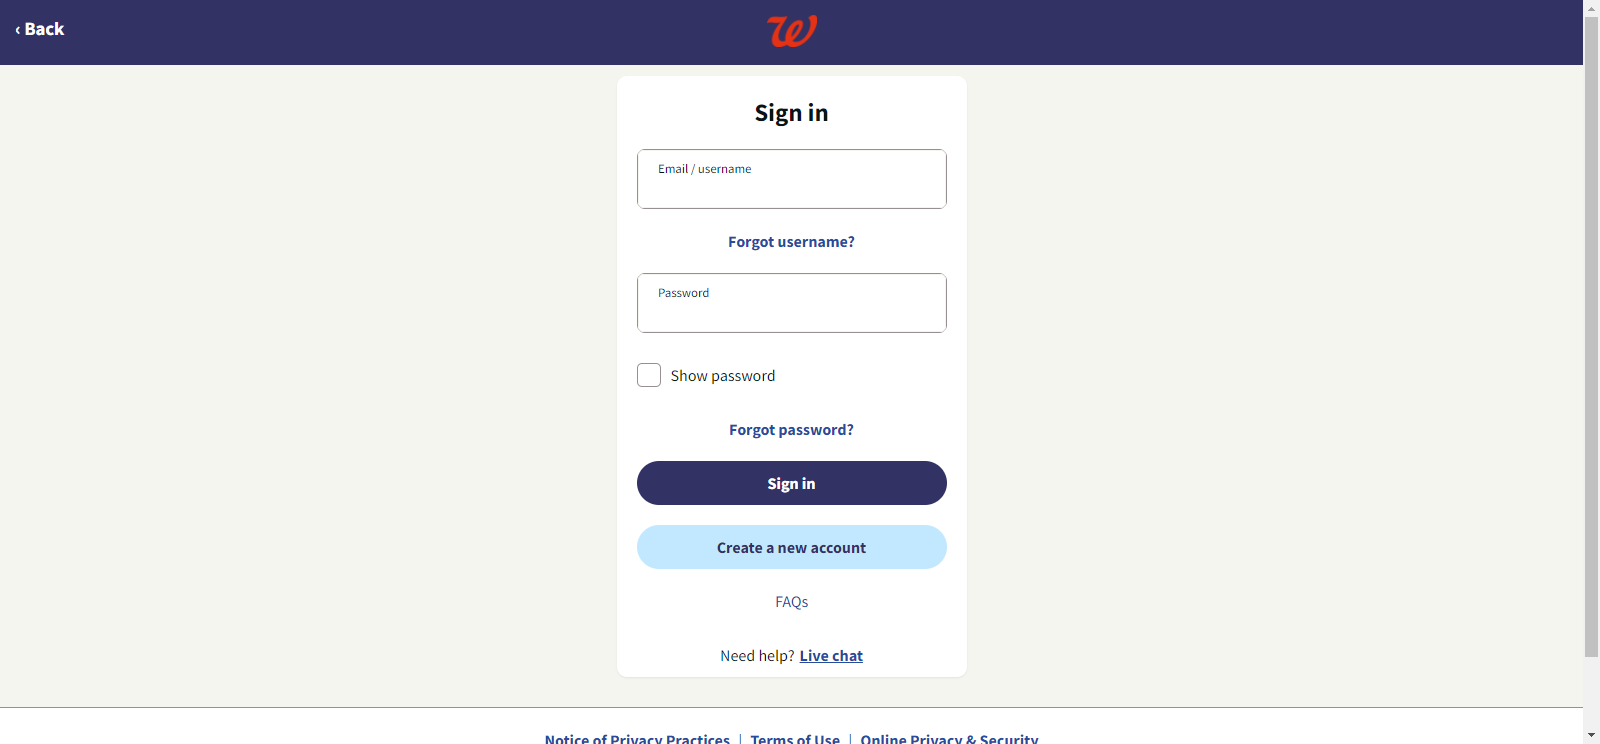 ‹ Back
Sign in
Email / username
Forgot username?
Password
Show password
Forgot password?
Sign in
Create a new account
FAQs
Need help? Live chat
Notice of Privacy Practices | Terms of Use | Online Privacy & Security